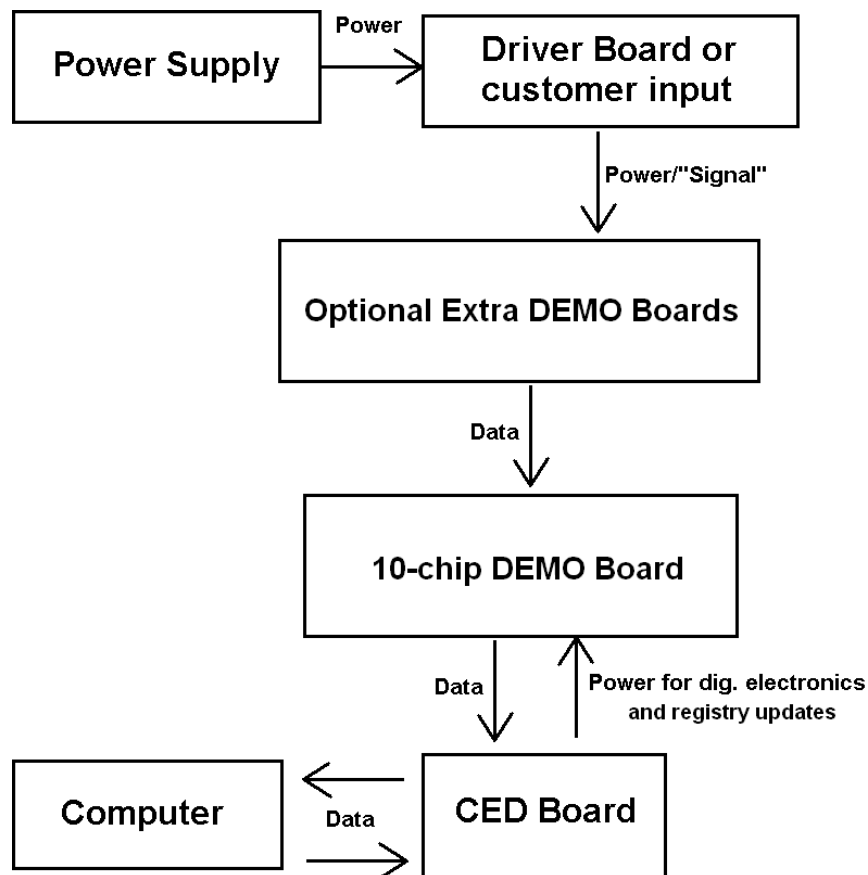 Power
Power Supply
Driver Board or
customer input
Power/"Signal"
Optional Extra DEMO Boards
Data
10-chip DEMO Board
Data
Power for dig. electronics
and registry updates
Computer
Data
CED Board